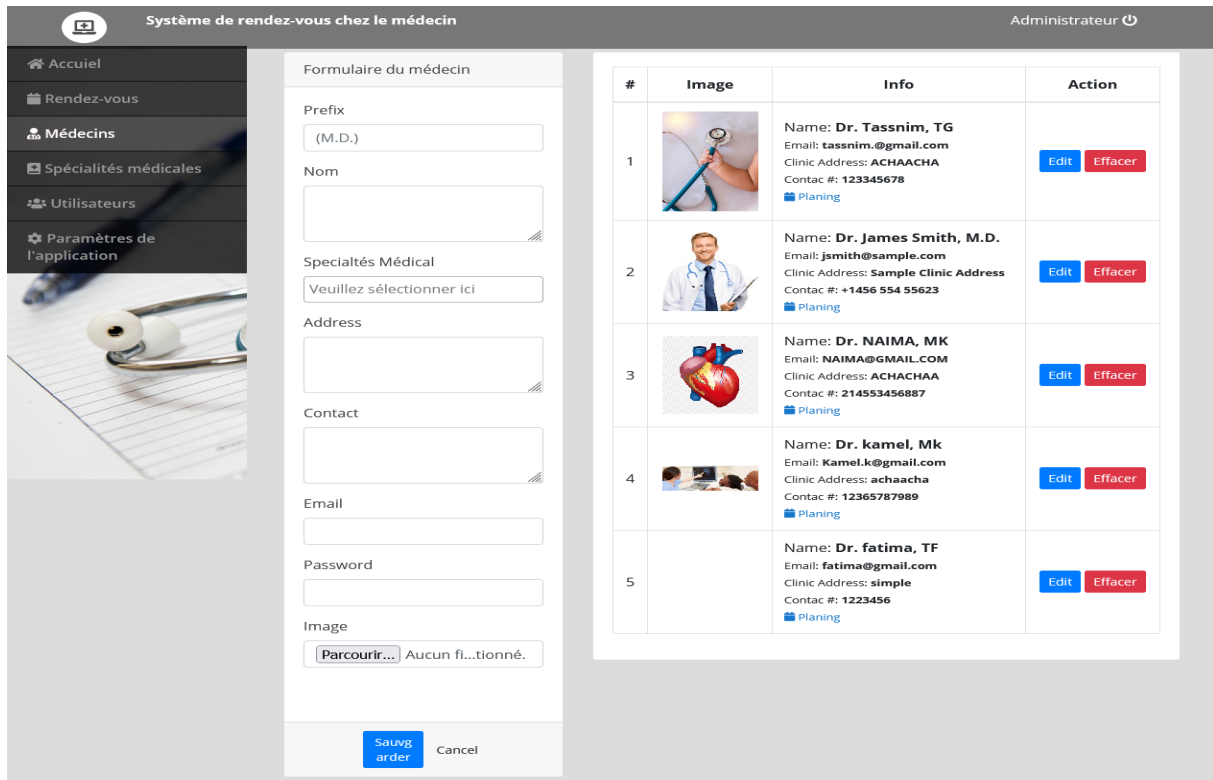 Système de rendez-vous chez le médecin
Administrateur
Accuiel
Rendez-vous
Médecins
Spécialités médicales
Utilisateurs
Paramètres de
l'application
Formulaire du médecin
Prefix
(M.D.)
Nom
Specialtés Médical
Veuillez sélectionner ici
Address
Contact
Email
Password
Image
Parcourir... Aucun fi...tionné.
Sauvg
arder
Cancel
# Image Info Action
1
Name: Dr. Tassnim, TG
Email: tassnim.@gmail.com
Clinic Address: ACHAACHA
Contac #: 123345678
Planing
Edit Effacer
2
Name: Dr. James Smith, M.D.
Email: jsmith@sample.com
Clinic Address: Sample Clinic Address
Contac #: +1456 554 55623
Planing
Edit Effacer
3
Name: Dr. NAIMA, MK
Email: NAIMA@GMAIL.COM
Clinic Address: ACHACHAA
Contac #: 214553456887
Planing
Edit Effacer
4
Name: Dr. kamel, Mk
Email: Kamel.k@gmail.com
Clinic Address: achaacha
Contac #: 12365787989
Planing
Edit Effacer
5
Name: Dr. fatima, TF
Email: fatima@gmail.com
Clinic Address: simple
Contac #: 1223456
Planing
Edit Effacer